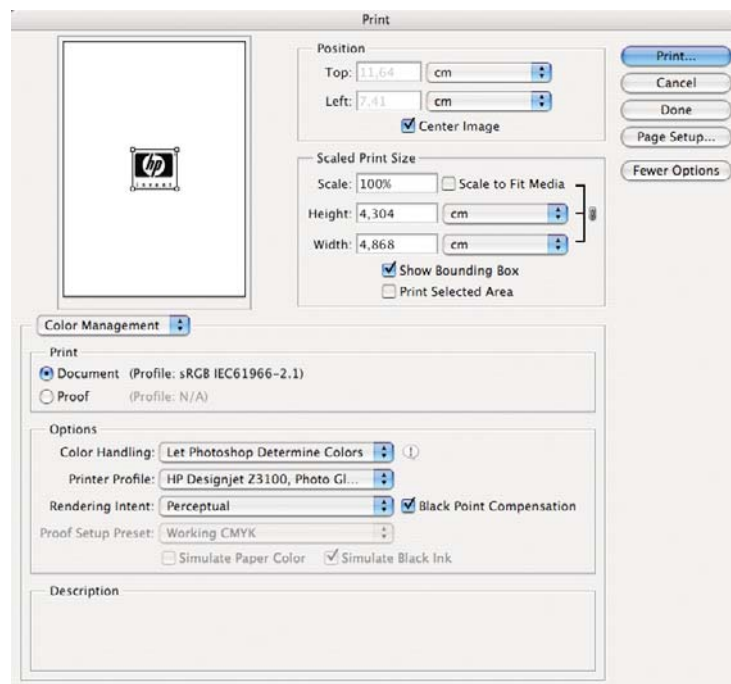 Print
Position
Top: 11,64 cm
Left: 7,41 cm
Center Image
Scaled Print Size
Scale: 100% Scale to Fit Media
Height: 4,304 cm
Width: 4,868 cm
Show Bounding Box
Print Selected Area
Print...
Cancel
Done
Page Setup...
Fewer Options
hp
invent
Color Management
Print
Document (Profile: sRGB IEC61966-2.1)
Proof (Profile: N/A)
Options
Color Handling: Let Photoshop Determine Colors
Printer Profile: HP Designjet Z3100, Photo Gl...
Rendering Intent: Perceptual Black Point Compensation
Proof Setup Preset: Working CMYK
Simulate Paper Color Simulate Black Ink
Description